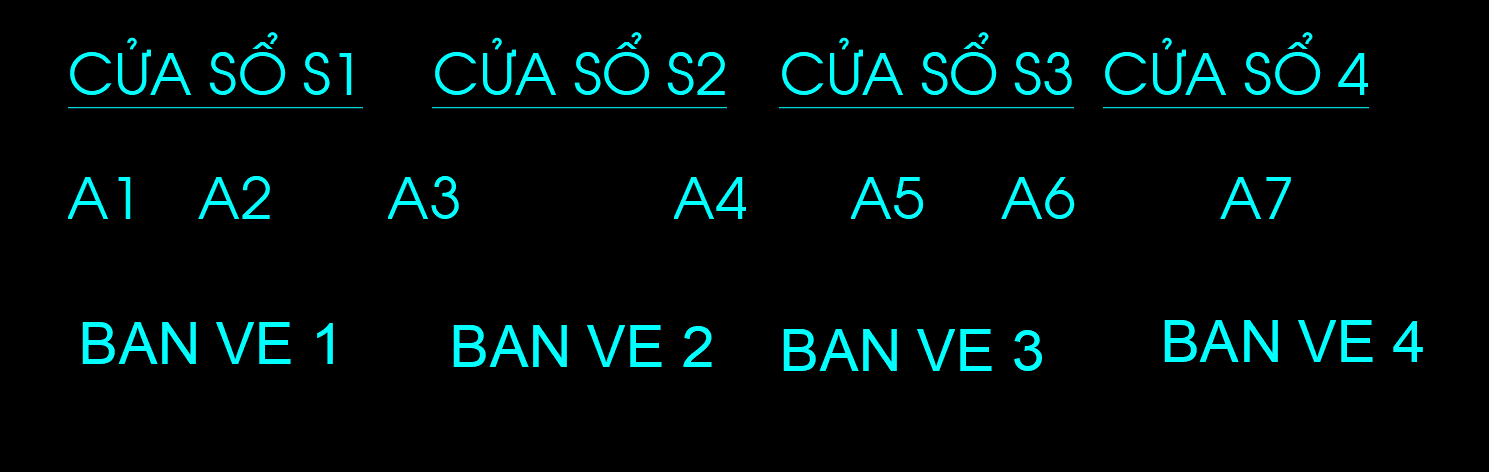 CỬA SỔ S1 CỬA SỔ S2 CỬA SỔ S3 CỬA SỔ 4
A1 A2 A3 A4 A5 A6 A7
BAN VE 1 BAN VE 2 BAN VE 3 BAN VE 4